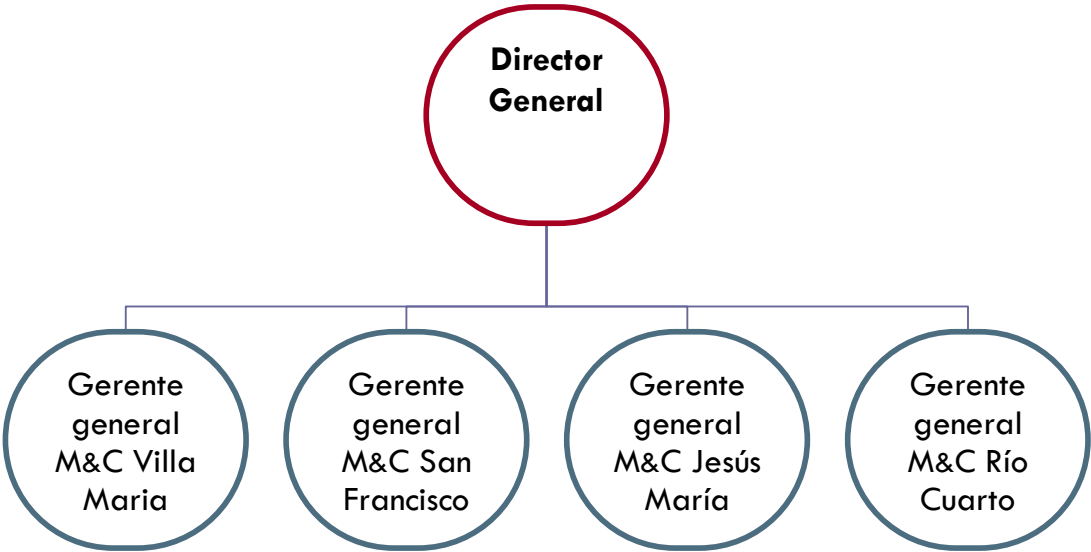 Director
General
Gerente
general
M&C Villa
Maria
Gerente
general
M&C San
Francisco
Gerente
general
M&C Jesús
María
Gerente
general
M&C Río
Cuarto